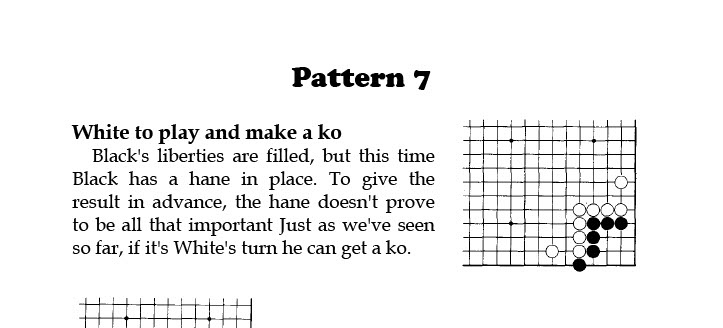 Pattern 7
White to play and make a ko
Black's liberties are filled, but this time
Black has a hane in place. To give the
result in advance, the hane doesn't prove
to be all that important Just as we've seen
so far, if it's White's turn he can get a ko.